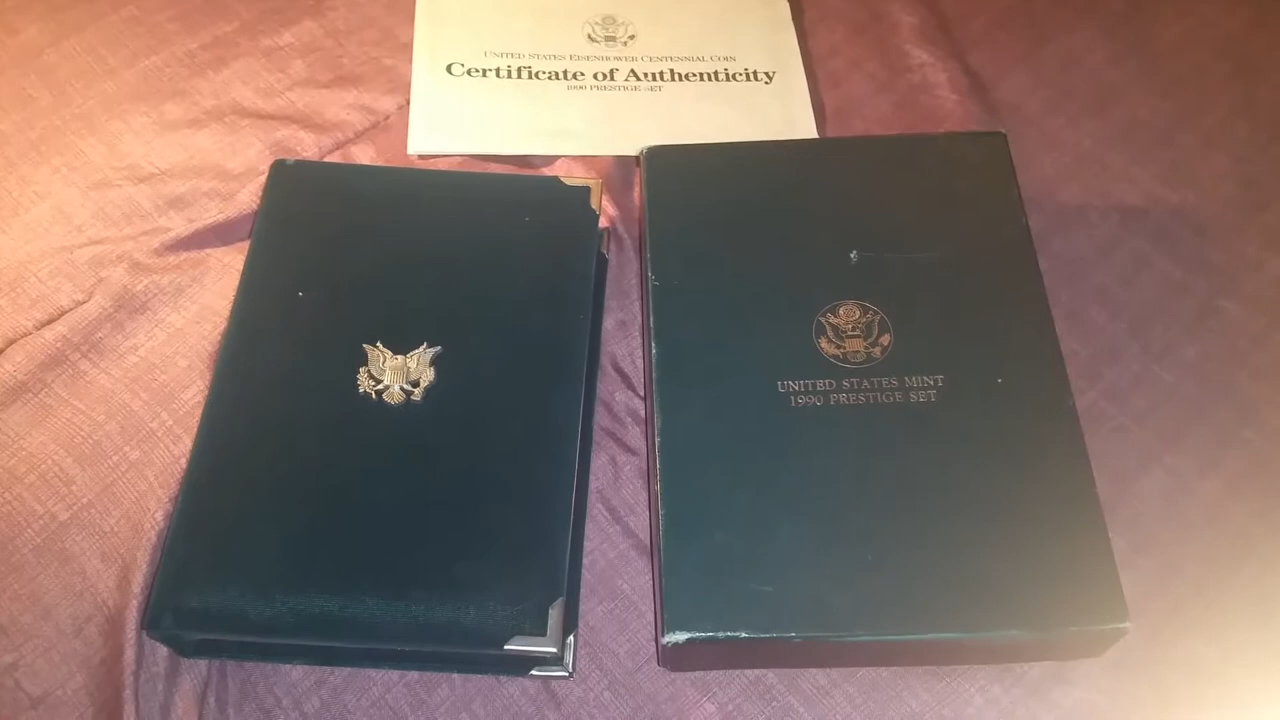 UNITED STATES EISENHOWER CENTENNIAL COIN
Certificate of Authenticity
1990 PRESTIGE SET
UNITED STATES MINT
1990 PRESTIGE SET